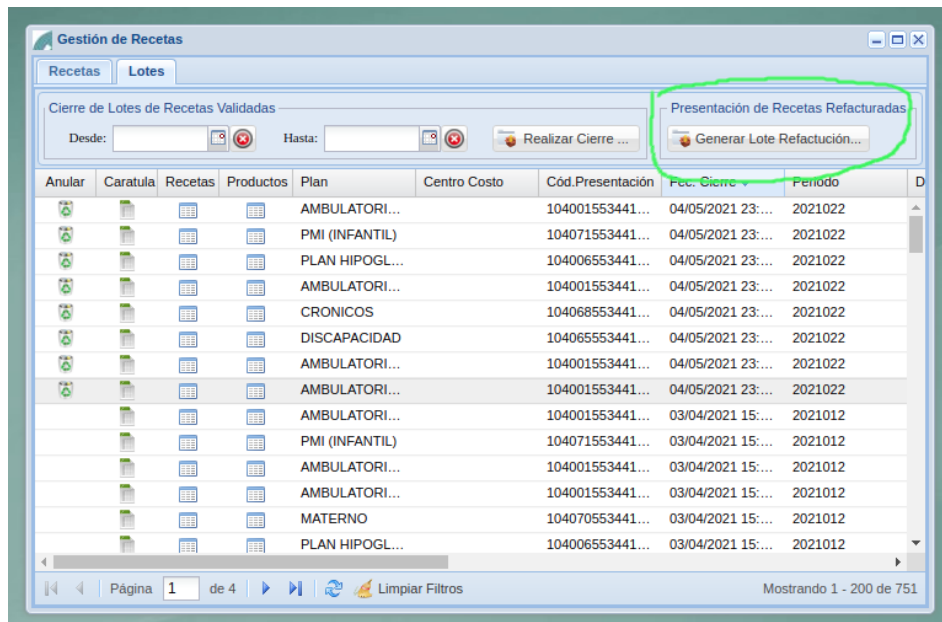 Gestión de Recetas
Recetas Lotes
Cierre de Lotes de Recetas Validadas Presentación de Recetas Refacturadas
Desde: Hasta: Realizar Cierre ... Generar Lote Refactución...
Anular Caratula Recetas Productos Plan Centro Costo Cód.Presentación Fec. Cierre Periodo D
AMBULATORI... 104001553441... 04/05/2021 23:... 2021022
PMI (INFANTIL) 104071553441... 04/05/2021 23:... 2021022
PLAN HIPOGL... 104006553441... 04/05/2021 23:... 2021022
AMBULATORI... 104001553441... 04/05/2021 23:... 2021022
CRONICOS 104068553441... 04/05/2021 23:... 2021022
DISCAPACIDAD 104065553441... 04/05/2021 23:... 2021022
AMBULATORI... 104001553441... 04/05/2021 23:... 2021022
AMBULATORI... 104001553441... 04/05/2021 23:... 2021022
AMBULATORI... 104001553441... 03/04/2021 15:... 2021012
PMI (INFANTIL) 104071553441... 03/04/2021 15:... 2021012
AMBULATORI... 104001553441... 03/04/2021 15:... 2021012
AMBULATORI... 104001553441... 03/04/2021 15:... 2021012
MATERNO 104070553441... 03/04/2021 15:... 2021012
PLAN HIPOGL... 104006553441... 03/04/2021 15:... 2021012
Página 1 de 4 Limpiar Filtros Mostrando 1 - 200 de 751